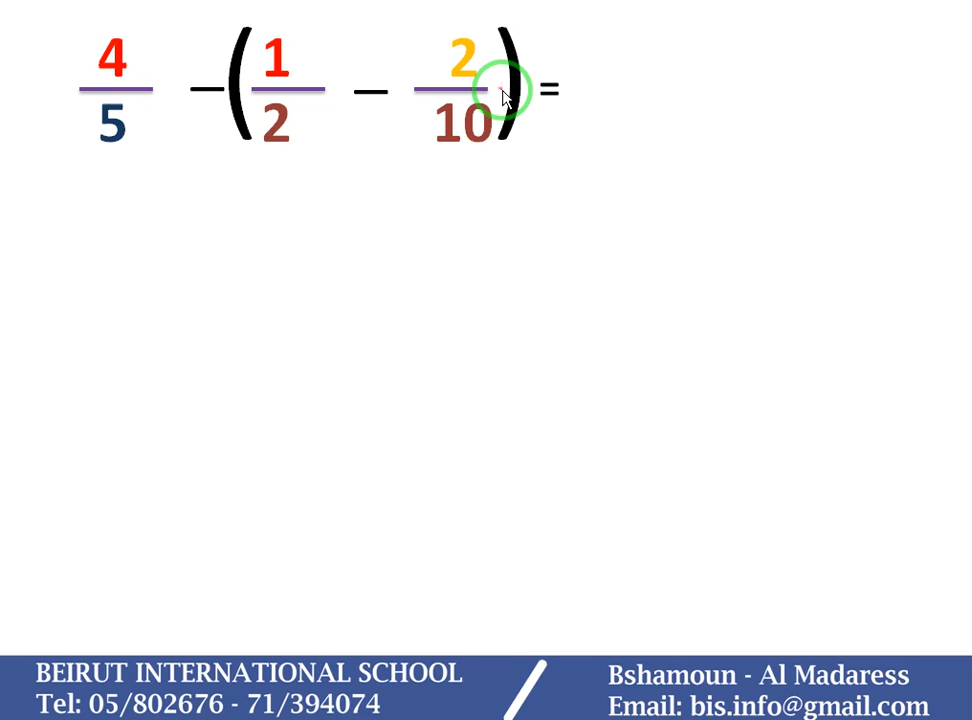 4/5 – (1/2 – 2/10) =
BEIRUT INTERNATIONAL SCHOOL
Tel: 05/802676 - 71/394074
Bshamoun - Al Madaress
Email: bis.info@gmail.com